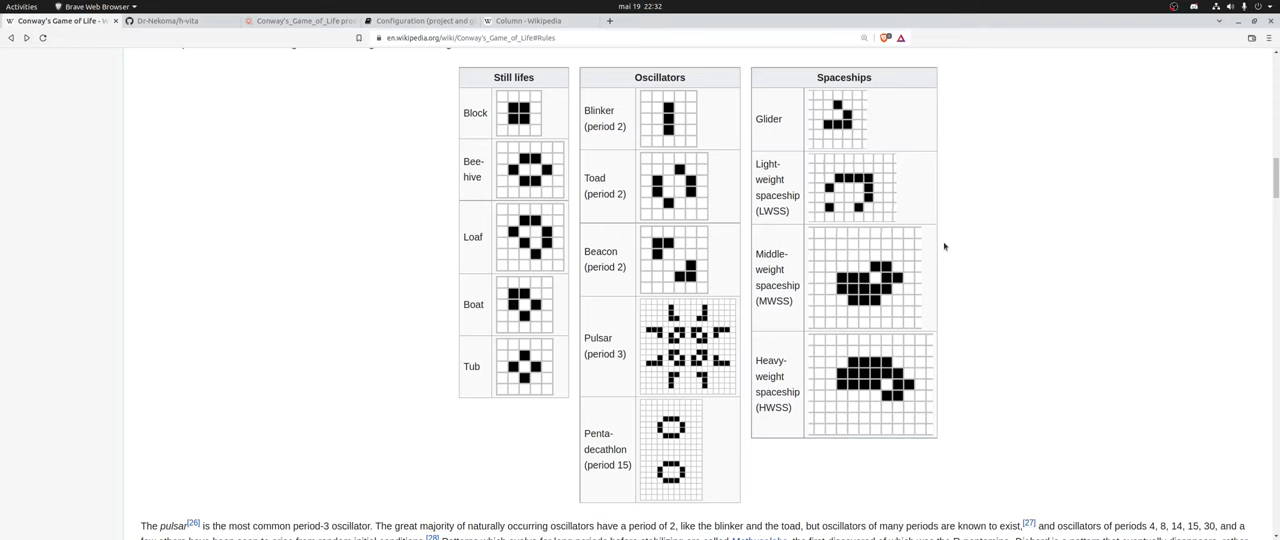 Activities
Brave Web Browser
mai 19 22:32
Conway's Game of Life - W
Dr-Nekoma/h-vita
Conway's_Game_of_Life pro
Configuration (project and g
Column - Wikipedia
en.wikipedia.org/wiki/Conway's_Game_of_Life#Rules
Still lifes
Block
Bee-
hive
Loaf
Boat
Tub
Oscillators
Blinker
(period 2)
Toad
(period 2)
Beacon
(period 2)
Pulsar
(period 3)
Penta-
decathlon
(period 15)
Spaceships
Glider
Light-
weight
spaceship
(LWSS)
Middle-
weight
spaceship
(MWSS)
Heavy-
weight
spaceship
(HWSS)
The pulsar[26] is the most common period-3 oscillator. The great majority of naturally occurring oscillators have a period of 2, like the blinker and the toad, but oscillators of many periods are known to exist,[27] and oscillators of periods 4, 8, 14, 15, 30, and a